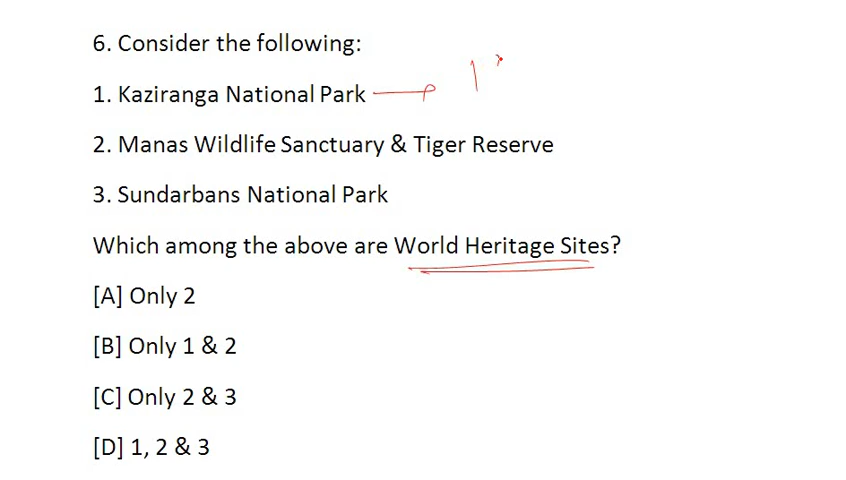 6. Consider the following:
1. Kaziranga National Park
2. Manas Wildlife Sanctuary & Tiger Reserve
3. Sundarbans National Park
Which among the above are World Heritage Sites?
[A] Only 2
[B] Only 1 & 2
[C] Only 2 & 3
[D] 1, 2 & 3